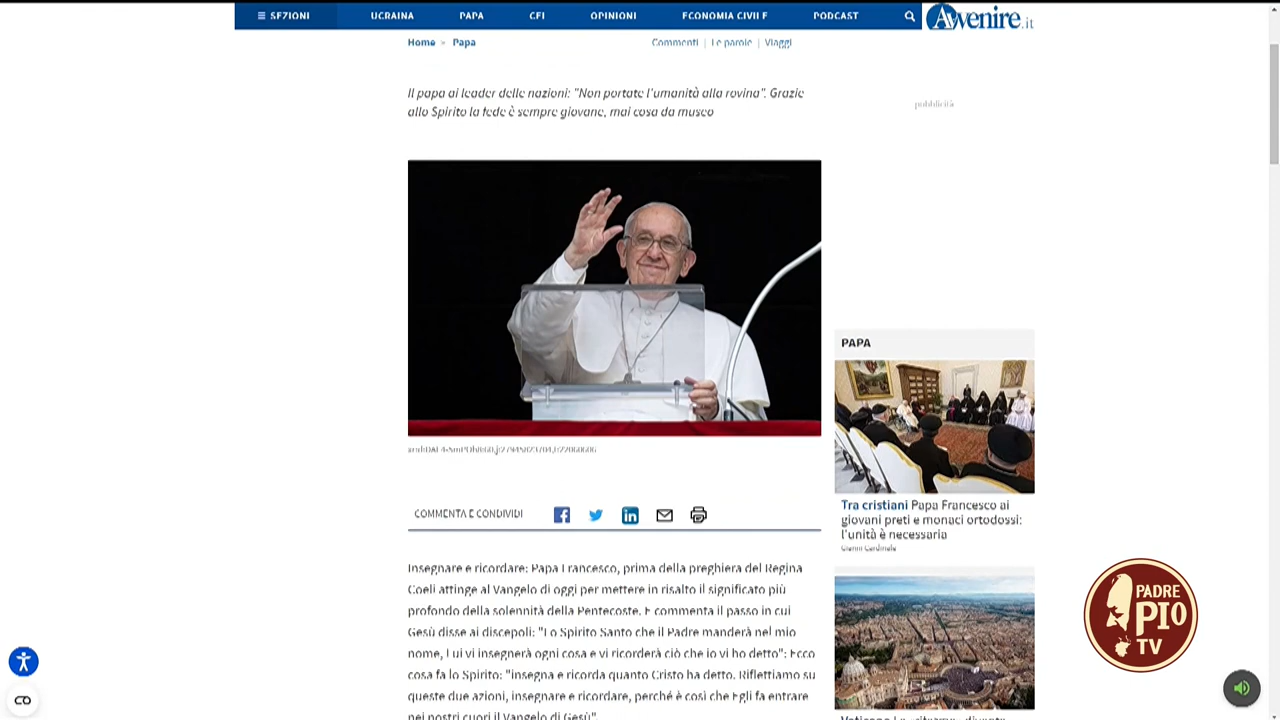 SEZIONI UCRAINA PAPA CEI OPINIONI ECONOMIA CIVILE PODCAST
Avvenire.it
Home » Papa
Commenti | Le parole | Viaggi
Il papa ai leader delle nazioni: "Non portate l'umanità alla rovina". Grazie
allo Spirito la fede è sempre giovane, mai cosa da museo
pubblicità
COMMENTA E CONDIVIDI
Insegnare e ricordare: Papa Francesco, prima della preghiera del Regina
Coeli attinge al Vangelo di oggi per mettere in risalto il significato più
profondo della solennità della Pentecoste. E commenta il passo in cui
Gesù disse ai discepoli: "Lo Spirito Santo che il Padre manderà nel mio
nome, Lui vi insegnerà ogni cosa e vi ricorderà ciò che io vi ho detto": Ecco
cosa fa lo Spirito: "insegna e ricorda quanto Cristo ha detto. Riflettiamo su
queste due azioni, insegnare e ricordare, perché è così che Egli fa entrare
nei nostri cuori il Vangelo di Gesù".
PAPA
Tra cristiani Papa Francesco ai
giovani preti e monaci ortodossi:
l'unità è necessaria
Gianni Cardinale
PADRE
PIO
TV